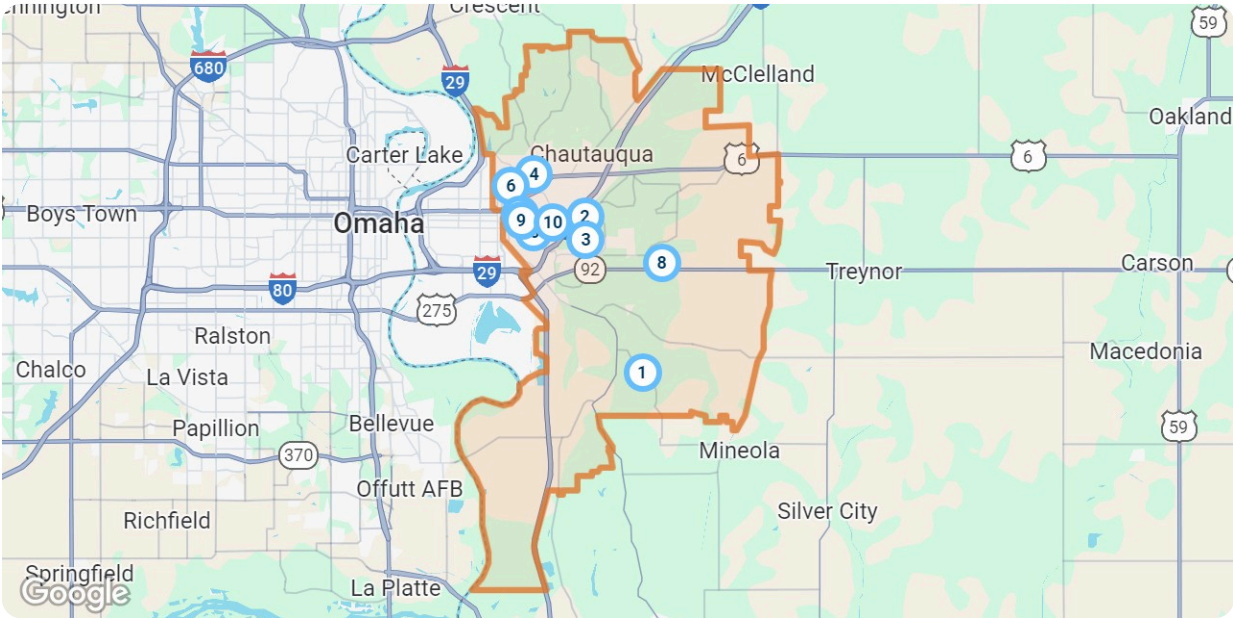 Crescent
59
680
29
McClelland
Oakland
Carter Lake
Chautauqua
6
6
4
6
Boys Town
Omaha
9
10
2
3
8
92
29
Treynor
Carson
80
275
Ralston
Chalco
La Vista
1
Macedonia
Papillion
Bellevue
59
370
Mineola
Offutt AFB
Richfield
Silver City
Springfield
La Platte
Google